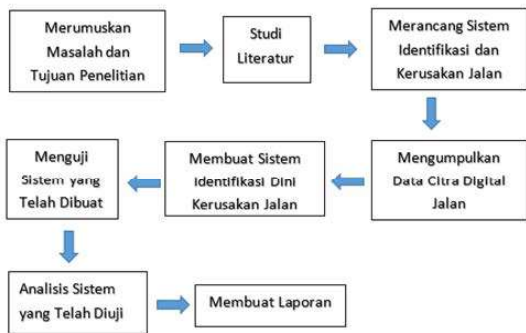 Merumuskan
Masalah dan
Tujuan Penelitian
Studi
Literatur
Merancang Sistem
Identifikasi dan
Kerusakan Jalan
Mengumpulkan
Data Citra Digital
Jalan
Membuat Sistem
Identifikasi Dini
Kerusakan Jalan
Menguji
Sistem yang
Telah Dibuat
Analisis Sistem
yang Telah Diuji
Membuat Laporan